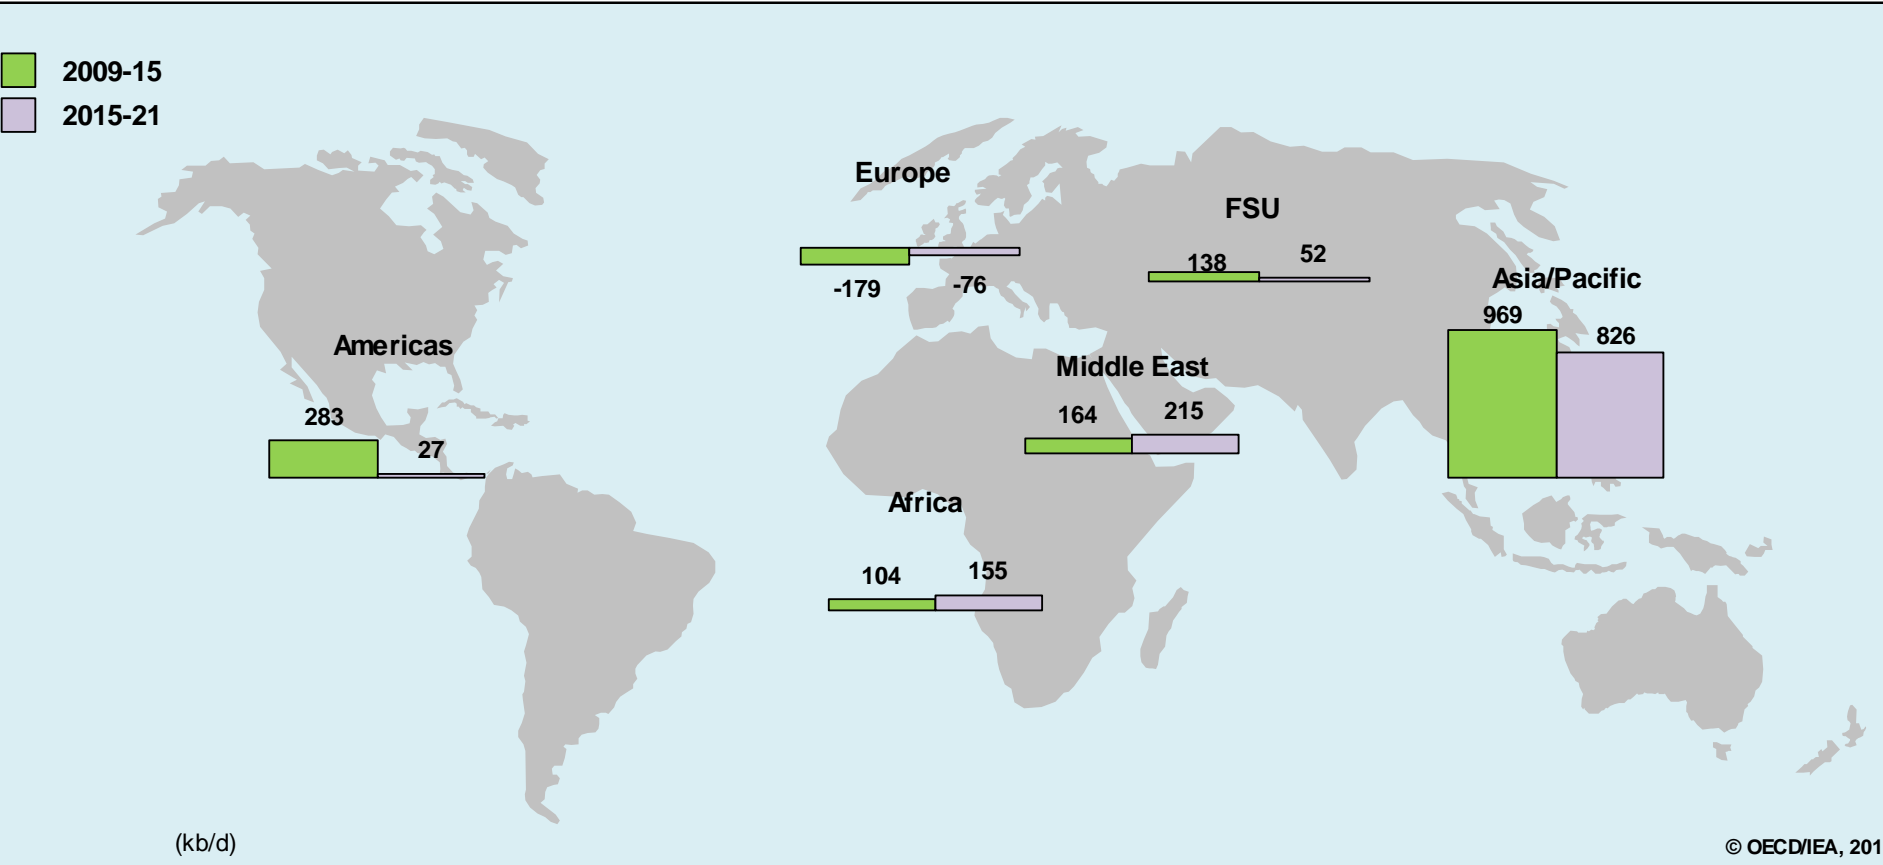 2009-15
2015-21
Europe
-179
-76
FSU
138
52
Asia/Pacific
969
826
Americas
283
27
Middle East
164
215
Africa
104
155
(kb/d)
© OECD/IEA, 201